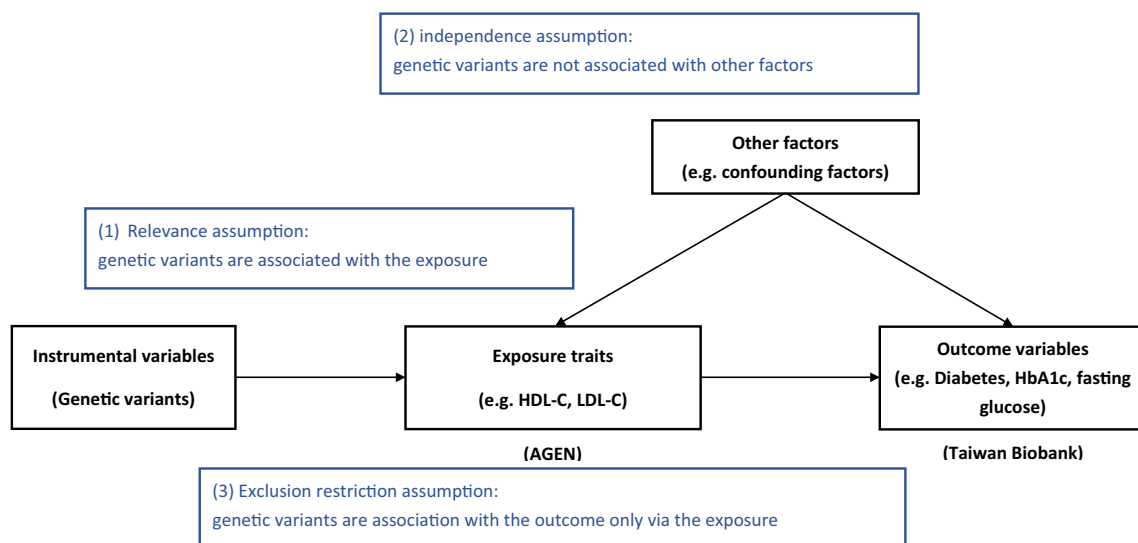 (2) independence assumption:
genetic variants are not associated with other factors
Other factors
(e.g. confounding factors)
(1) Relevance assumption:
genetic variants are associated with the exposure
Instrumental variables
(Genetic variants)
Exposure traits
(e.g. HDL-C, LDL-C)
Outcome variables
(e.g. Diabetes, HbA1c, fasting
glucose)
(AGEN)
(Taiwan Biobank)
(3) Exclusion restriction assumption:
genetic variants are association with the outcome only via the exposure